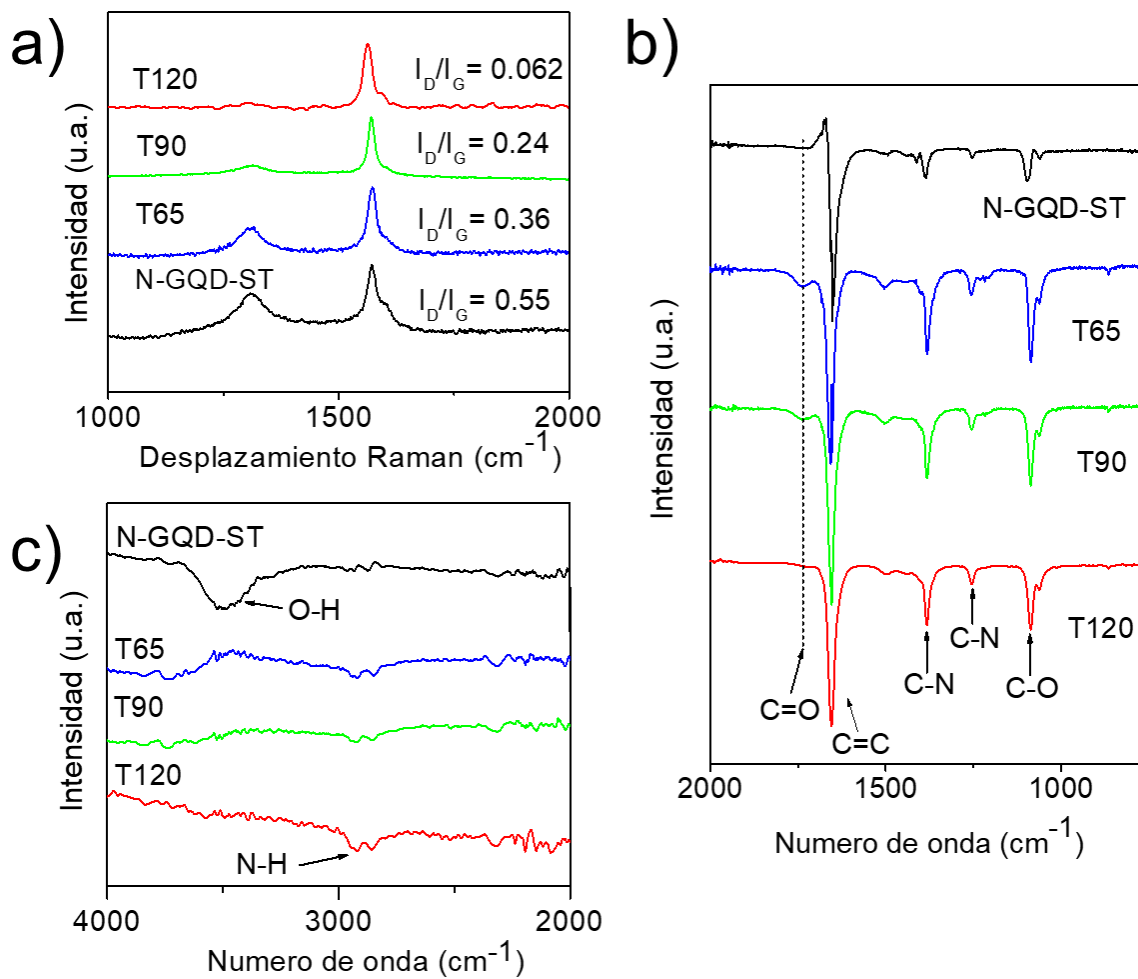 a)
T120
I_D/I_G= 0.062
T90
I_D/I_G= 0.24
T65
I_D/I_G= 0.36
N-GQD-ST
I_D/I_G= 0.55
Intensidad (u.a.)
1000 1500 2000
Desplazamiento Raman (cm⁻¹)
b)
N-GQD-ST
T65
T90
T120
C=O
C=C
C-N
C-N
C-O
Intensidad (u.a.)
2000 1500 1000
Numero de onda (cm⁻¹)
c)
N-GQD-ST
O-H
T65
T90
T120
N-H
Intensidad (u.a.)
4000 3000 2000
Numero de onda (cm⁻¹)